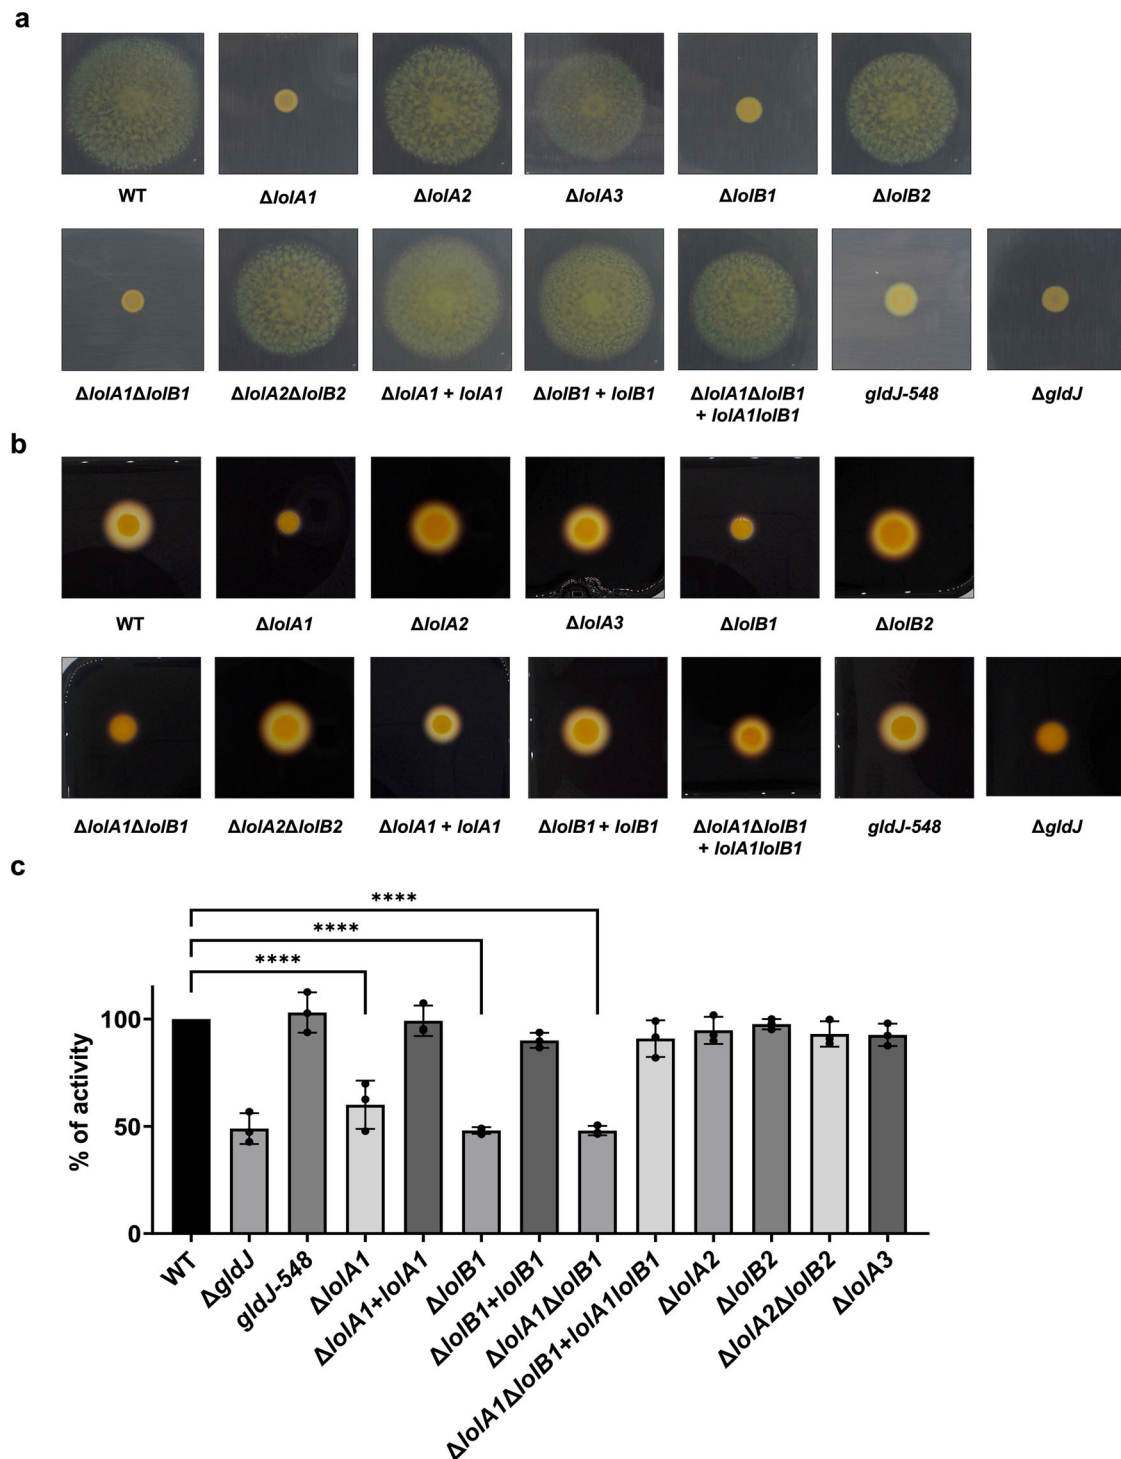 a
WT
ΔlolA1
ΔlolA2
ΔlolA3
ΔlolB1
ΔlolB2
ΔlolA1ΔlolB1
ΔlolA2ΔlolB2
ΔlolA1 + lolA1
ΔlolB1 + lolB1
ΔlolA1ΔlolB1
+ lolA1lolB1
gldJ-548
ΔgldJ
b
WT
ΔlolA1
ΔlolA2
ΔlolA3
ΔlolB1
ΔlolB2
ΔlolA1ΔlolB1
ΔlolA2ΔlolB2
ΔlolA1 + lolA1
ΔlolB1 + lolB1
ΔlolA1ΔlolB1
+ lolA1lolB1
gldJ-548
ΔgldJ
c
****
****
****
% of activity
100
50
0
WT
ΔgldJ
gldJ-548
ΔlolA1
ΔlolA1+lolA1
ΔlolB1
ΔlolB1+lolB1
ΔlolA1ΔlolB1
ΔlolA1ΔlolB1+lolA1lolB1
ΔlolA2
ΔlolB2
ΔlolA2ΔlolB2
ΔlolA3